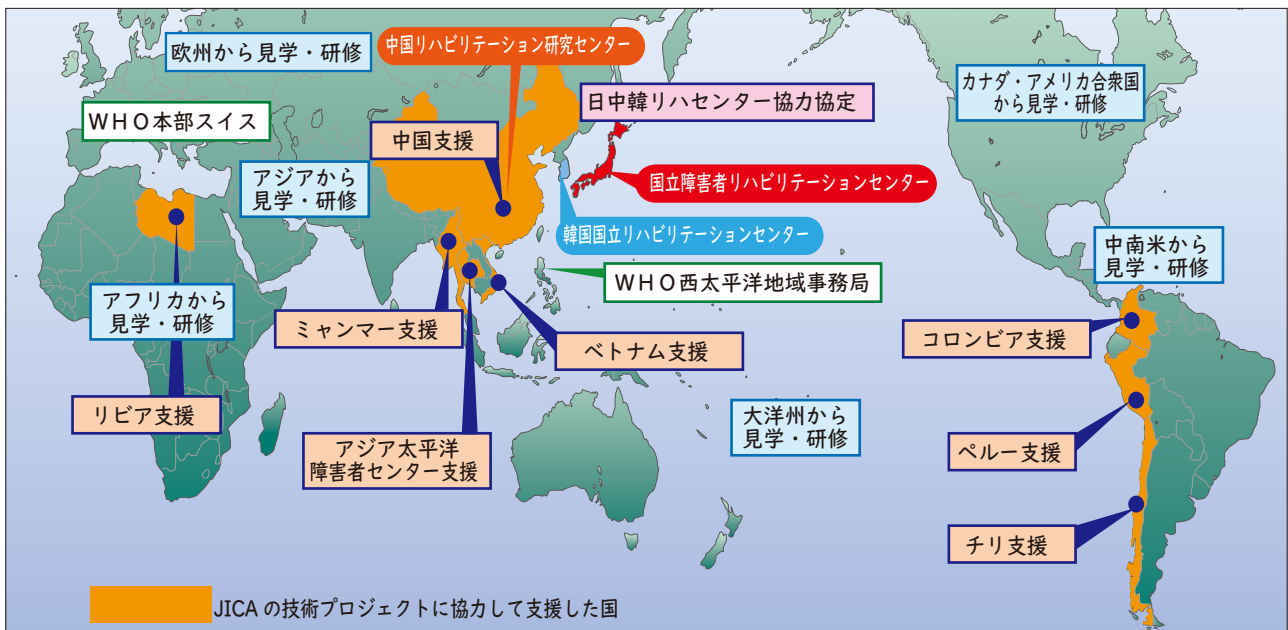 欧州から見学・研修
中国リハビリテーション研究センター
カナダ・アメリカ合衆国
から見学・研修
日中韓リハセンター協力協定
WHO本部スイス
中国支援
アジアから
見学・研修
国立障害者リハビリテーションセンター
韓国国立リハビリテーションセンター
中南米から
見学・研修
WHO西太平洋地域事務局
アフリカから
見学・研修
ミャンマー支援
ベトナム支援
コロンビア支援
リビア支援
大洋州から
見学・研修
アジア太平洋
障害者センター支援
ペルー支援
チリ支援
JICAの技術プロジェクトに協力して支援した国